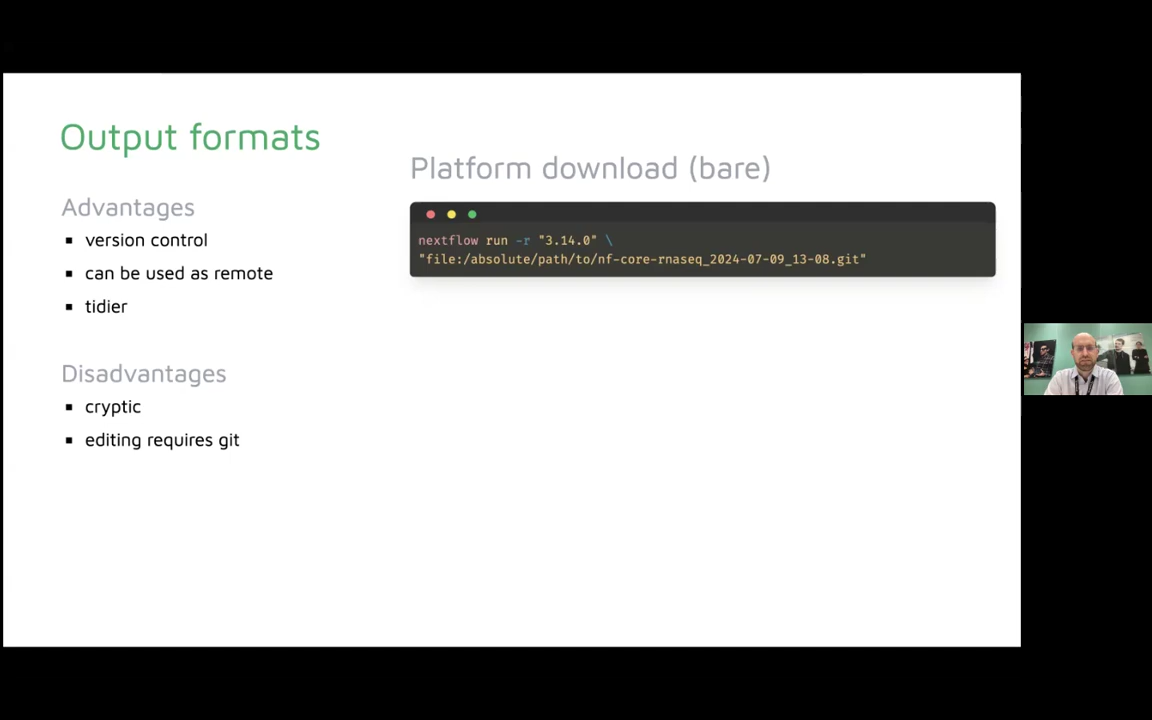 Output formats
Advantages
▪ version control
▪ can be used as remote
▪ tidier
Disadvantages
▪ cryptic
▪ editing requires git
Platform download (bare)
nextflow run -r "3.14.0" \
"file:/absolute/path/to/nf-core-rnaseq_2024-07-09_13-08.git"